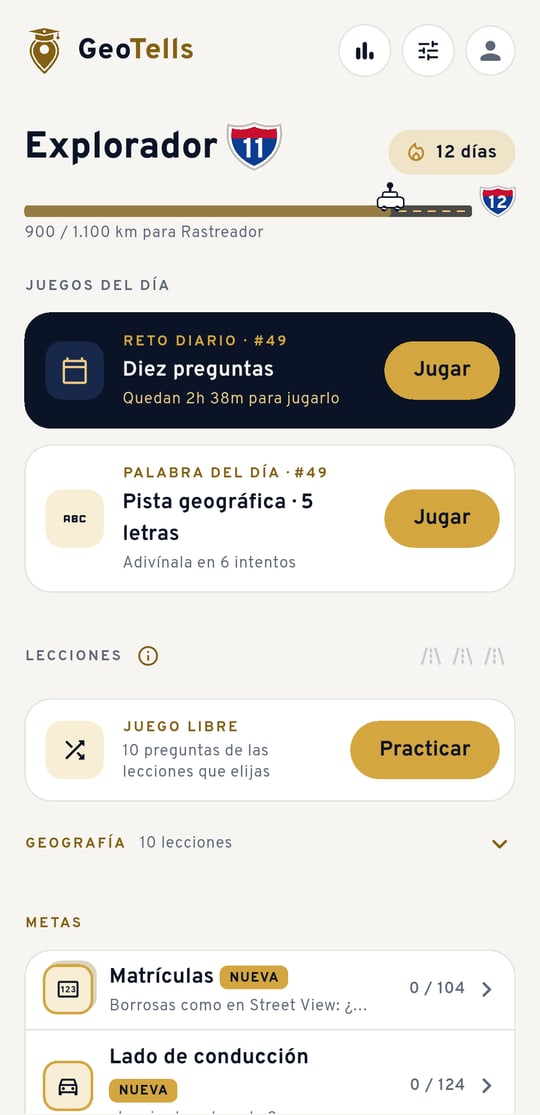 GeoTells
Explorador 11
12 días
12
900 / 1.100 km para Rastreador
JUEGOS DEL DÍA
RETO DIARIO · #49
Diez preguntas
Quedan 2h 38m para jugarlo
Jugar
PALABRA DEL DÍA · #49
ABC
Pista geográfica · 5
letras
Adivínala en 6 intentos
Jugar
LECCIONES
JUEGO LIBRE
10 preguntas de las
lecciones que elijas
Practicar
GEOGRAFÍA 10 lecciones
METAS
123
Matrículas NUEVA
Borrosas como en Street View: ¿...
0 / 104
Lado de conducción
NUEVA
0 / 124